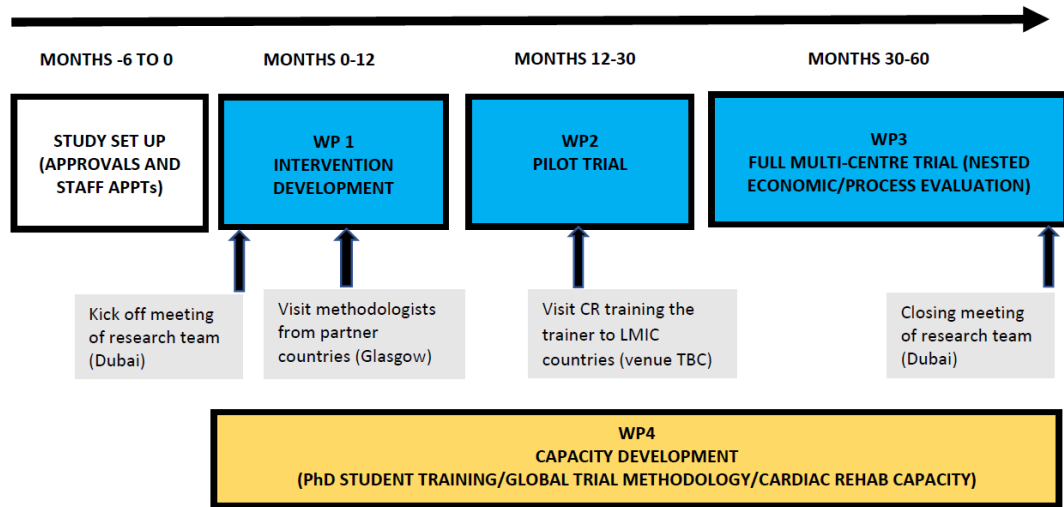 MONTHS -6 TO 0
MONTHS 0-12
MONTHS 12-30
MONTHS 30-60
STUDY SET UP
(APPROVALS AND
STAFF APPTs)
WP 1
INTERVENTION
DEVELOPMENT
WP2
PILOT TRIAL
WP3
FULL MULTI-CENTRE TRIAL (NESTED
ECONOMIC/PROCESS EVALUATION)
Kick off meeting
of research team
(Dubai)
Visit methodologists
from partner
countries (Glasgow)
Visit CR training the
trainer to LMIC
countries (venue TBC)
Closing meeting
of research team
(Dubai)
WP4
CAPACITY DEVELOPMENT
(PhD STUDENT TRAINING/GLOBAL TRIAL METHODOLOGY/CARDIAC REHAB CAPACITY)